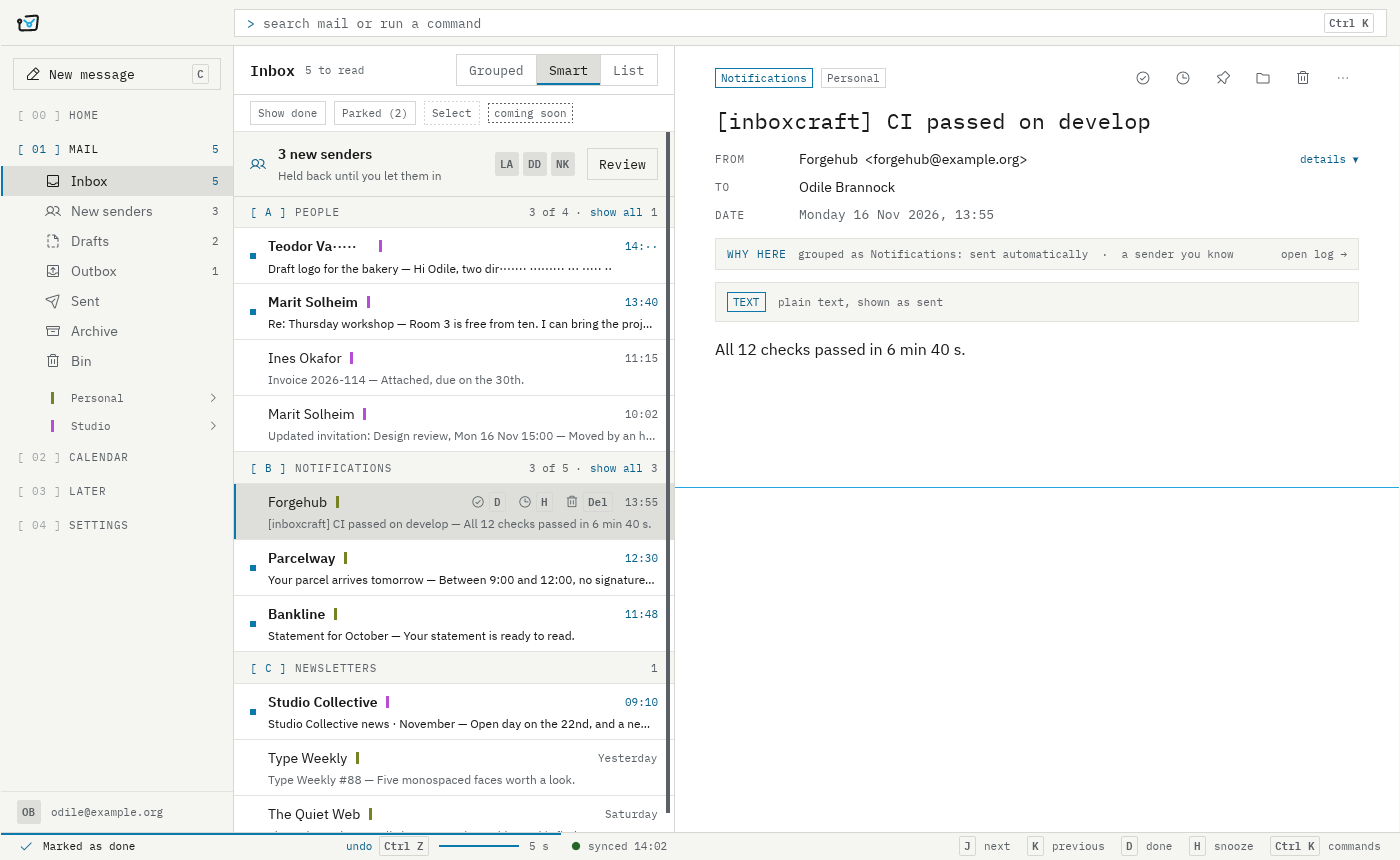 > search mail or run a command Ctrl K
New message C
[ 00 ] HOME
[ 01 ] MAIL 5
Inbox 5
New senders 3
Drafts 2
Outbox 1
Sent
Archive
Bin
Personal
Studio
[ 02 ] CALENDAR
[ 03 ] LATER
[ 04 ] SETTINGS
OB odile@example.org
Inbox 5 to read Grouped Smart List
Show done Parked (2) Select coming soon
3 new senders
Held back until you let them in
LA DD NK Review
[ A ] PEOPLE 3 of 4 · show all 1
Teodor 14:
Draft logo for the bakery — Hi Odile, two
Marit Solheim 13:40
Re: Thursday workshop — Room 3 is free from ten. I can bring the proj…
Ines Okafor 11:15
Invoice 2026-114 — Attached, due on the 30th.
Marit Solheim 10:02
Updated invitation: Design review, Mon 16 Nov 15:00 — Moved by an h…
[ B ] NOTIFICATIONS 3 of 5 · show all 3
Forgehub D H Del 13:55
[inboxcraft] CI passed on develop — All 12 checks passed in 6 min 40 s.
Parcelway 12:30
Your parcel arrives tomorrow — Between 9:00 and 12:00, no signature…
Bankline 11:48
Statement for October — Your statement is ready to read.
[ C ] NEWSLETTERS 1
Studio Collective 09:10
Studio Collective news · November — Open day on the 22nd, and a ne…
Type Weekly Yesterday
Type Weekly #88 — Five monospaced faces worth a look.
The Quiet Web Saturday
Notifications Personal
[inboxcraft] CI passed on develop
FROM Forgehub <forgehub@example.org> details ▾
TO Odile Brannock
DATE Monday 16 Nov 2026, 13:55
WHY HERE grouped as Notifications: sent automatically · a sender you know open log →
TEXT plain text, shown as sent
All 12 checks passed in 6 min 40 s.
Marked as done undo Ctrl Z 5 s synced 14:02 J next K previous D done H snooze Ctrl K commands